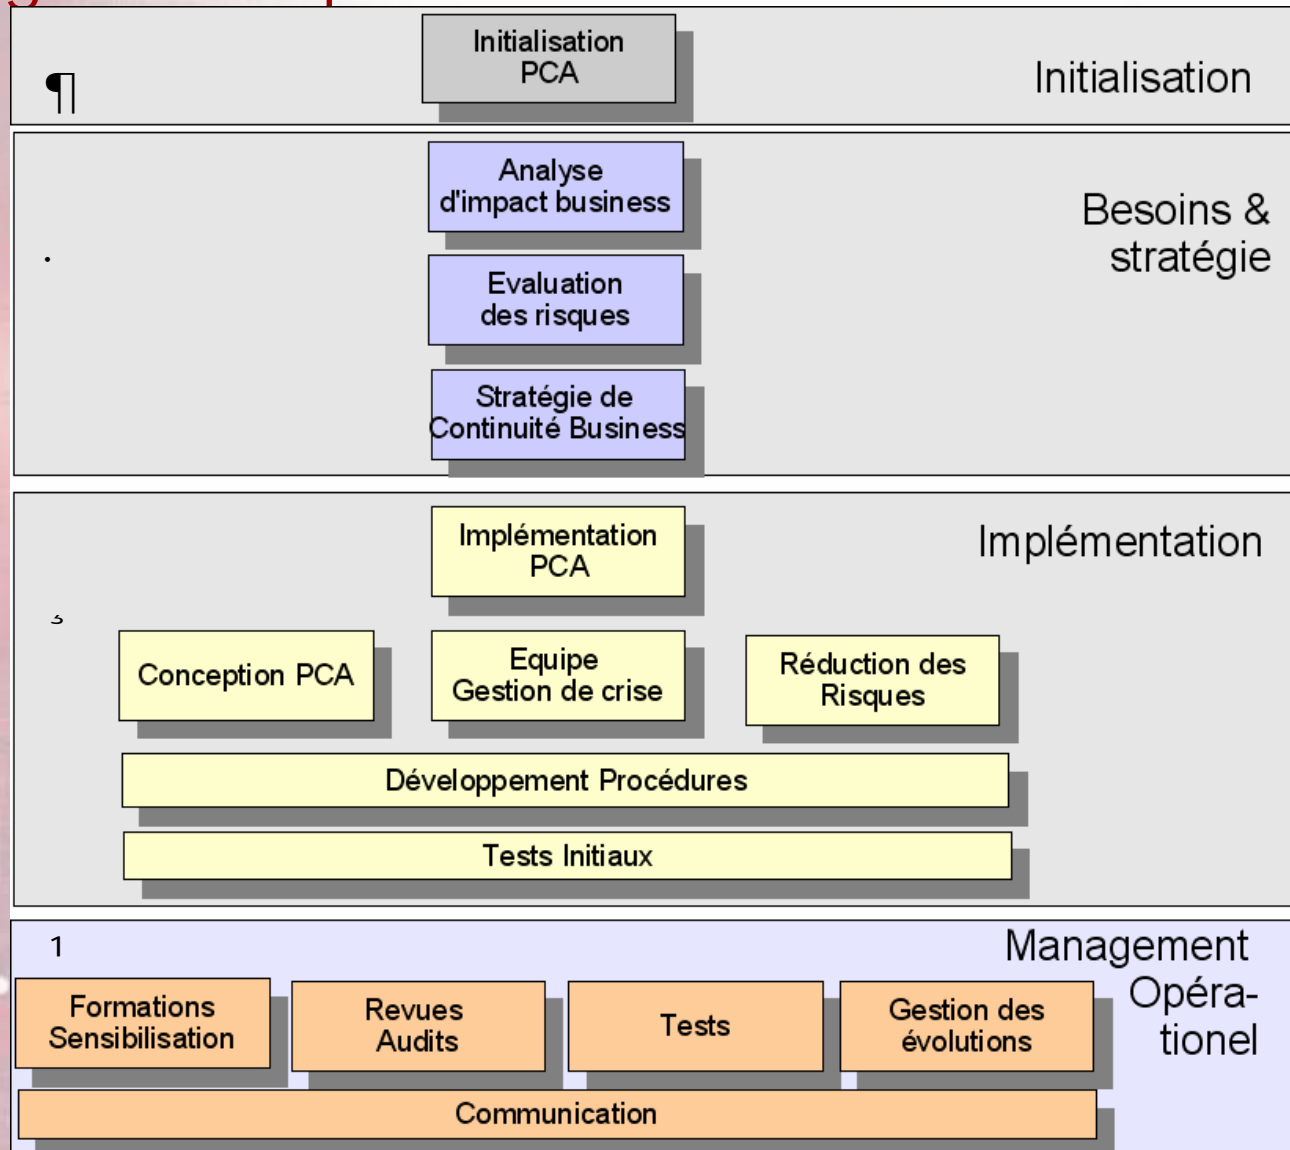 Initialisation
PCA
¶
Initialisation
Analyse
d'impact business
Besoins &
stratégie
.
Evaluation
des risques
Stratégie de
Continuité Business
Implémentation
PCA
Implémentation
Conception PCA
Equipe
Gestion de crise
Réduction des
Risques
Développement Procédures
Tests Initiaux
1
Management
Opéra-
tionel
Formations
Sensibilisation
Revues
Audits
Tests
Gestion des
évolutions
Communication